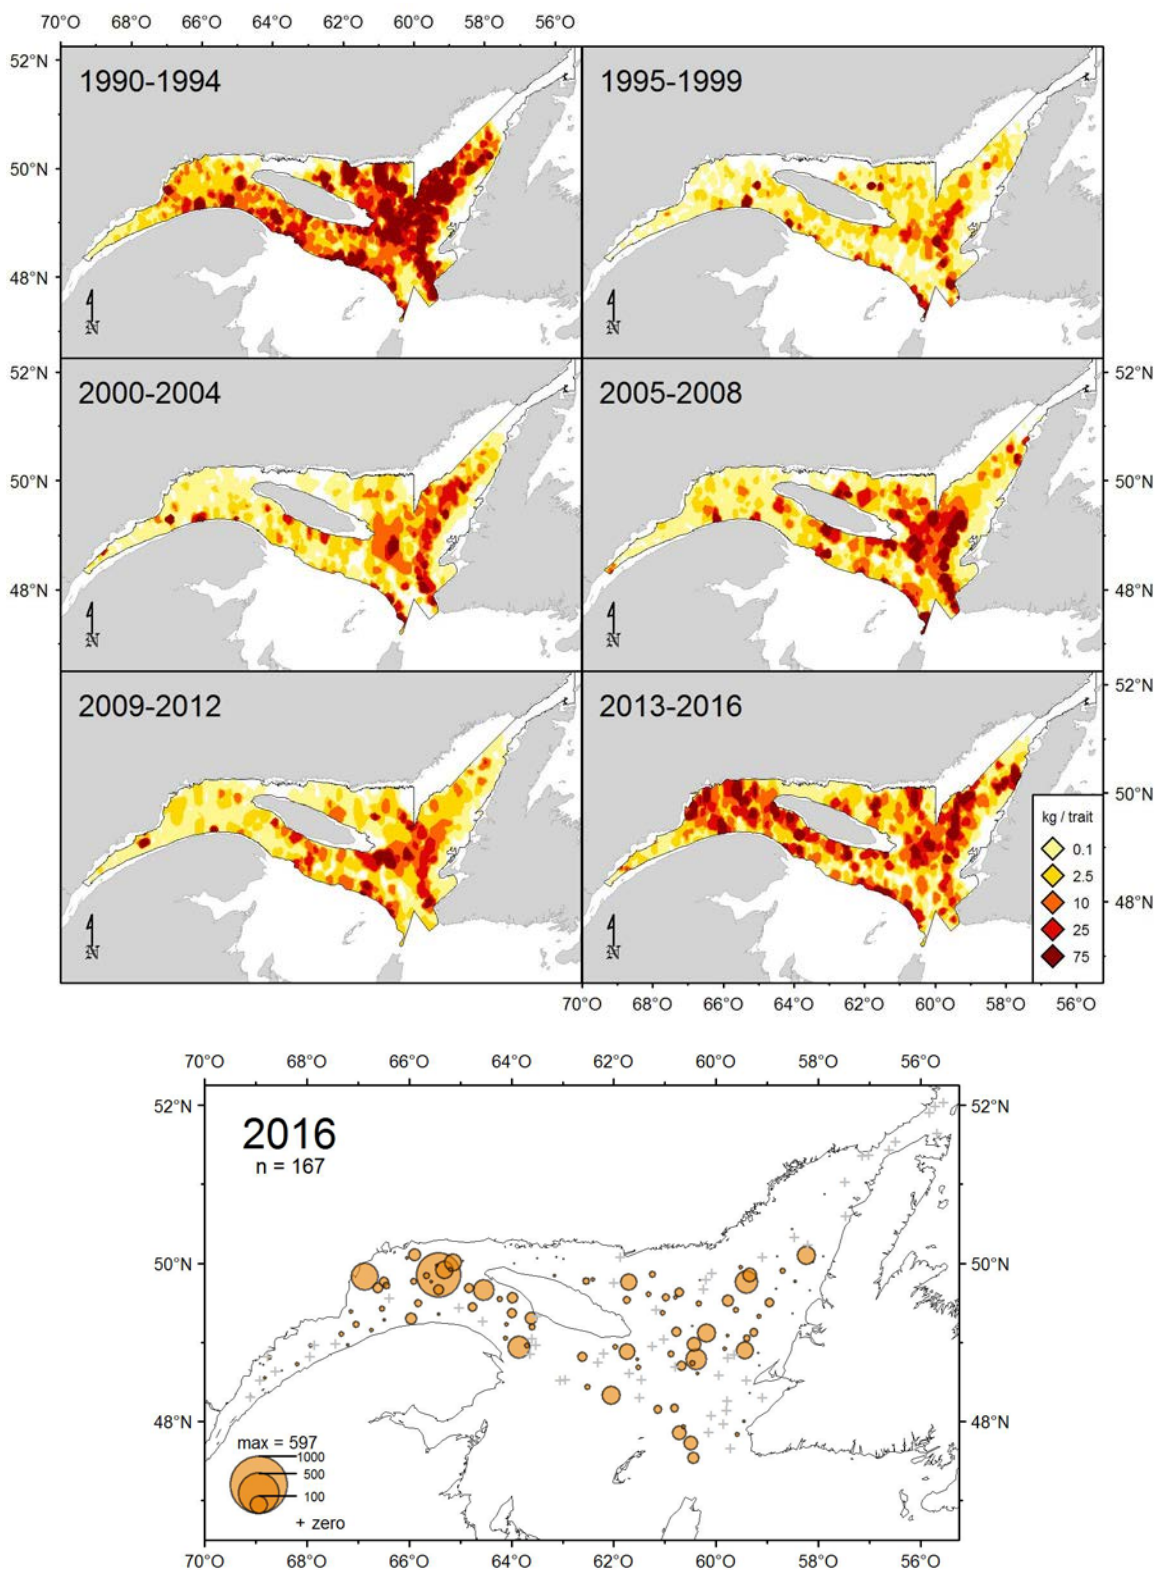 70°O 68°O 66°O 64°O 62°O 60°O 58°O 56°O
52°N
1990-1994
1995-1999
50°N
48°N
N
N
52°N
52°N
2000-2004
2005-2008
50°N
50°N
48°N
48°N
N
N
52°N
2009-2012
2013-2016
50°N
kg / trait
0.1
2.5
10
48°N
25
75
N
N
70°O 68°O 66°O 64°O 62°O 60°O 58°O 56°O
70°O 68°O 66°O 64°O 62°O 60°O 58°O 56°O
52°N
52°N
2016
n = 167
50°N
50°N
48°N
48°N
max = 597
1000
500
100
+ zero
70°O 68°O 66°O 64°O 62°O 60°O 58°O 56°O